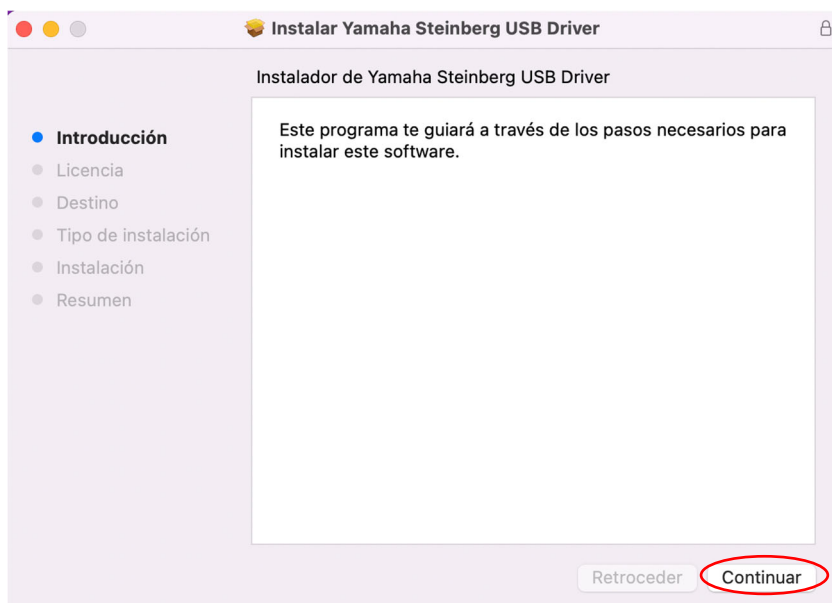 Instalar Yamaha Steinberg USB Driver
Instalador de Yamaha Steinberg USB Driver
Introducción
Licencia
Destino
Tipo de instalación
Instalación
Resumen
Este programa te guiará a través de los pasos necesarios para
instalar este software.
Retroceder
Continuar